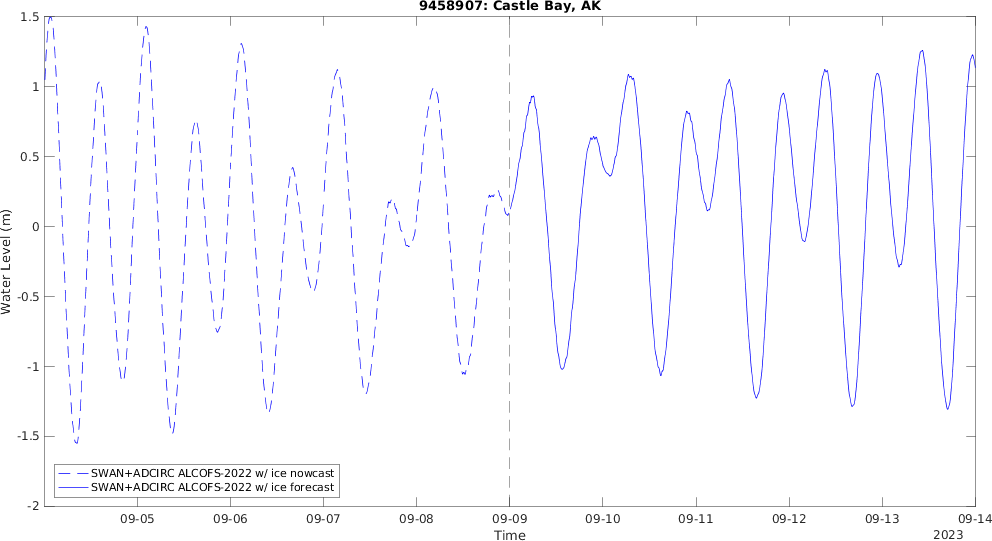 9458907: Castle Bay, AK
1.5
1
0.5
0
-0.5
-1
-1.5
-2
Water Level (m)
SWAN+ADCIRC ALCOFS-2022 w/ ice nowcast
SWAN+ADCIRC ALCOFS-2022 w/ ice forecast
09-05 09-06 09-07 09-08 09-09 09-10 09-11 09-12 09-13 09-14
Time
2023